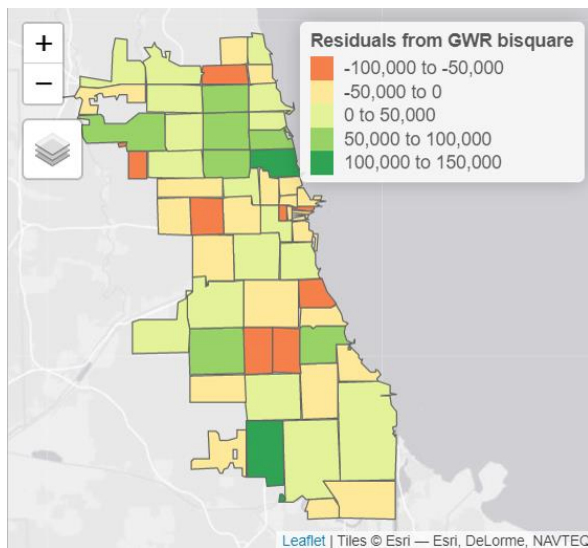 +
−
Residuals from GWR bisquare
-100,000 to -50,000
-50,000 to 0
0 to 50,000
50,000 to 100,000
100,000 to 150,000
Leaflet | Tiles © Esri — Esri, DeLorme, NAVTEQ